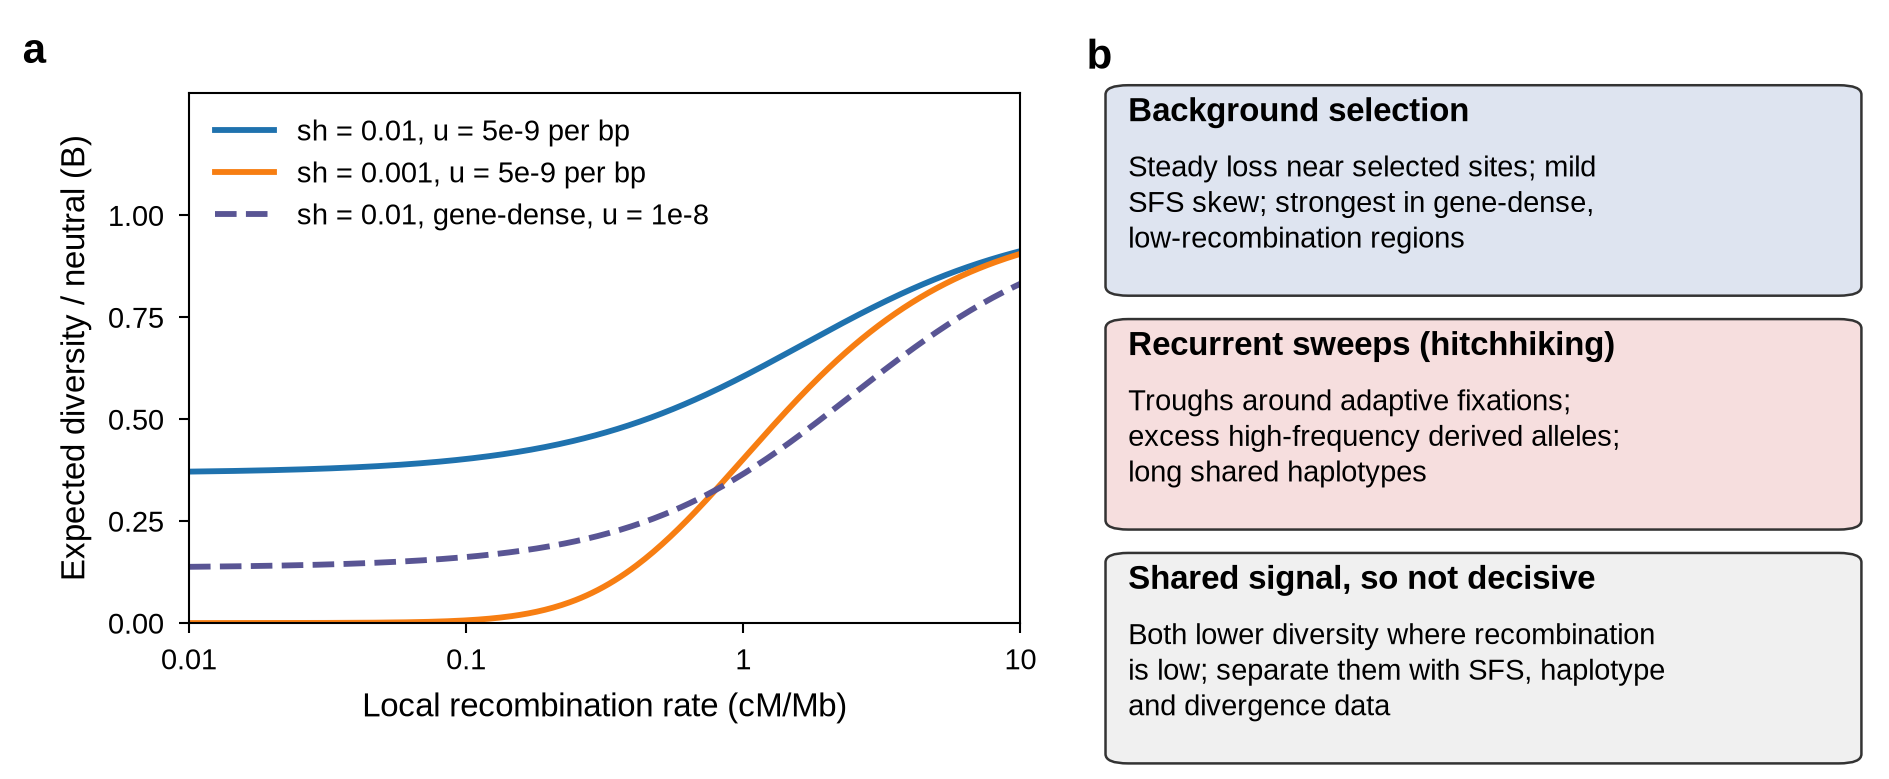 a
sh = 0.01, u = 5e-9 per bp
sh = 0.001, u = 5e-9 per bp
sh = 0.01, gene-dense, u = 1e-8
Expected diversity / neutral (B)
1.00
0.75
0.50
0.25
0.00
0.01
0.1
1
10
Local recombination rate (cM/Mb)
b
Background selection
Steady loss near selected sites; mild
SFS skew; strongest in gene-dense,
low-recombination regions
Recurrent sweeps (hitchhiking)
Troughs around adaptive fixations;
excess high-frequency derived alleles;
long shared haplotypes
Shared signal, so not decisive
Both lower diversity where recombination
is low; separate them with SFS, haplotype
and divergence data